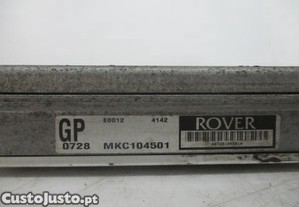 GP E0012 4142 ROVER
0728 MKC104501
CustoJusto.pt